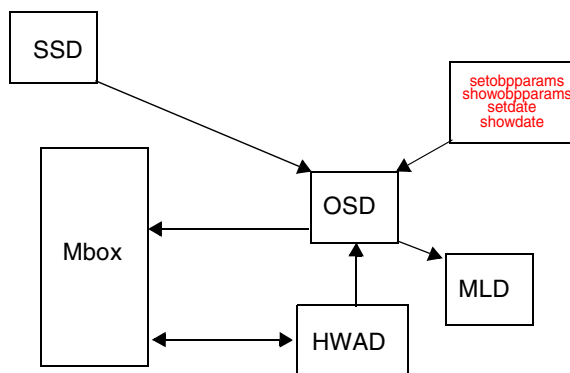 SSD
setobpparams
showobpparams
setdate
showdate
OSD
Mbox
MLD
HWAD